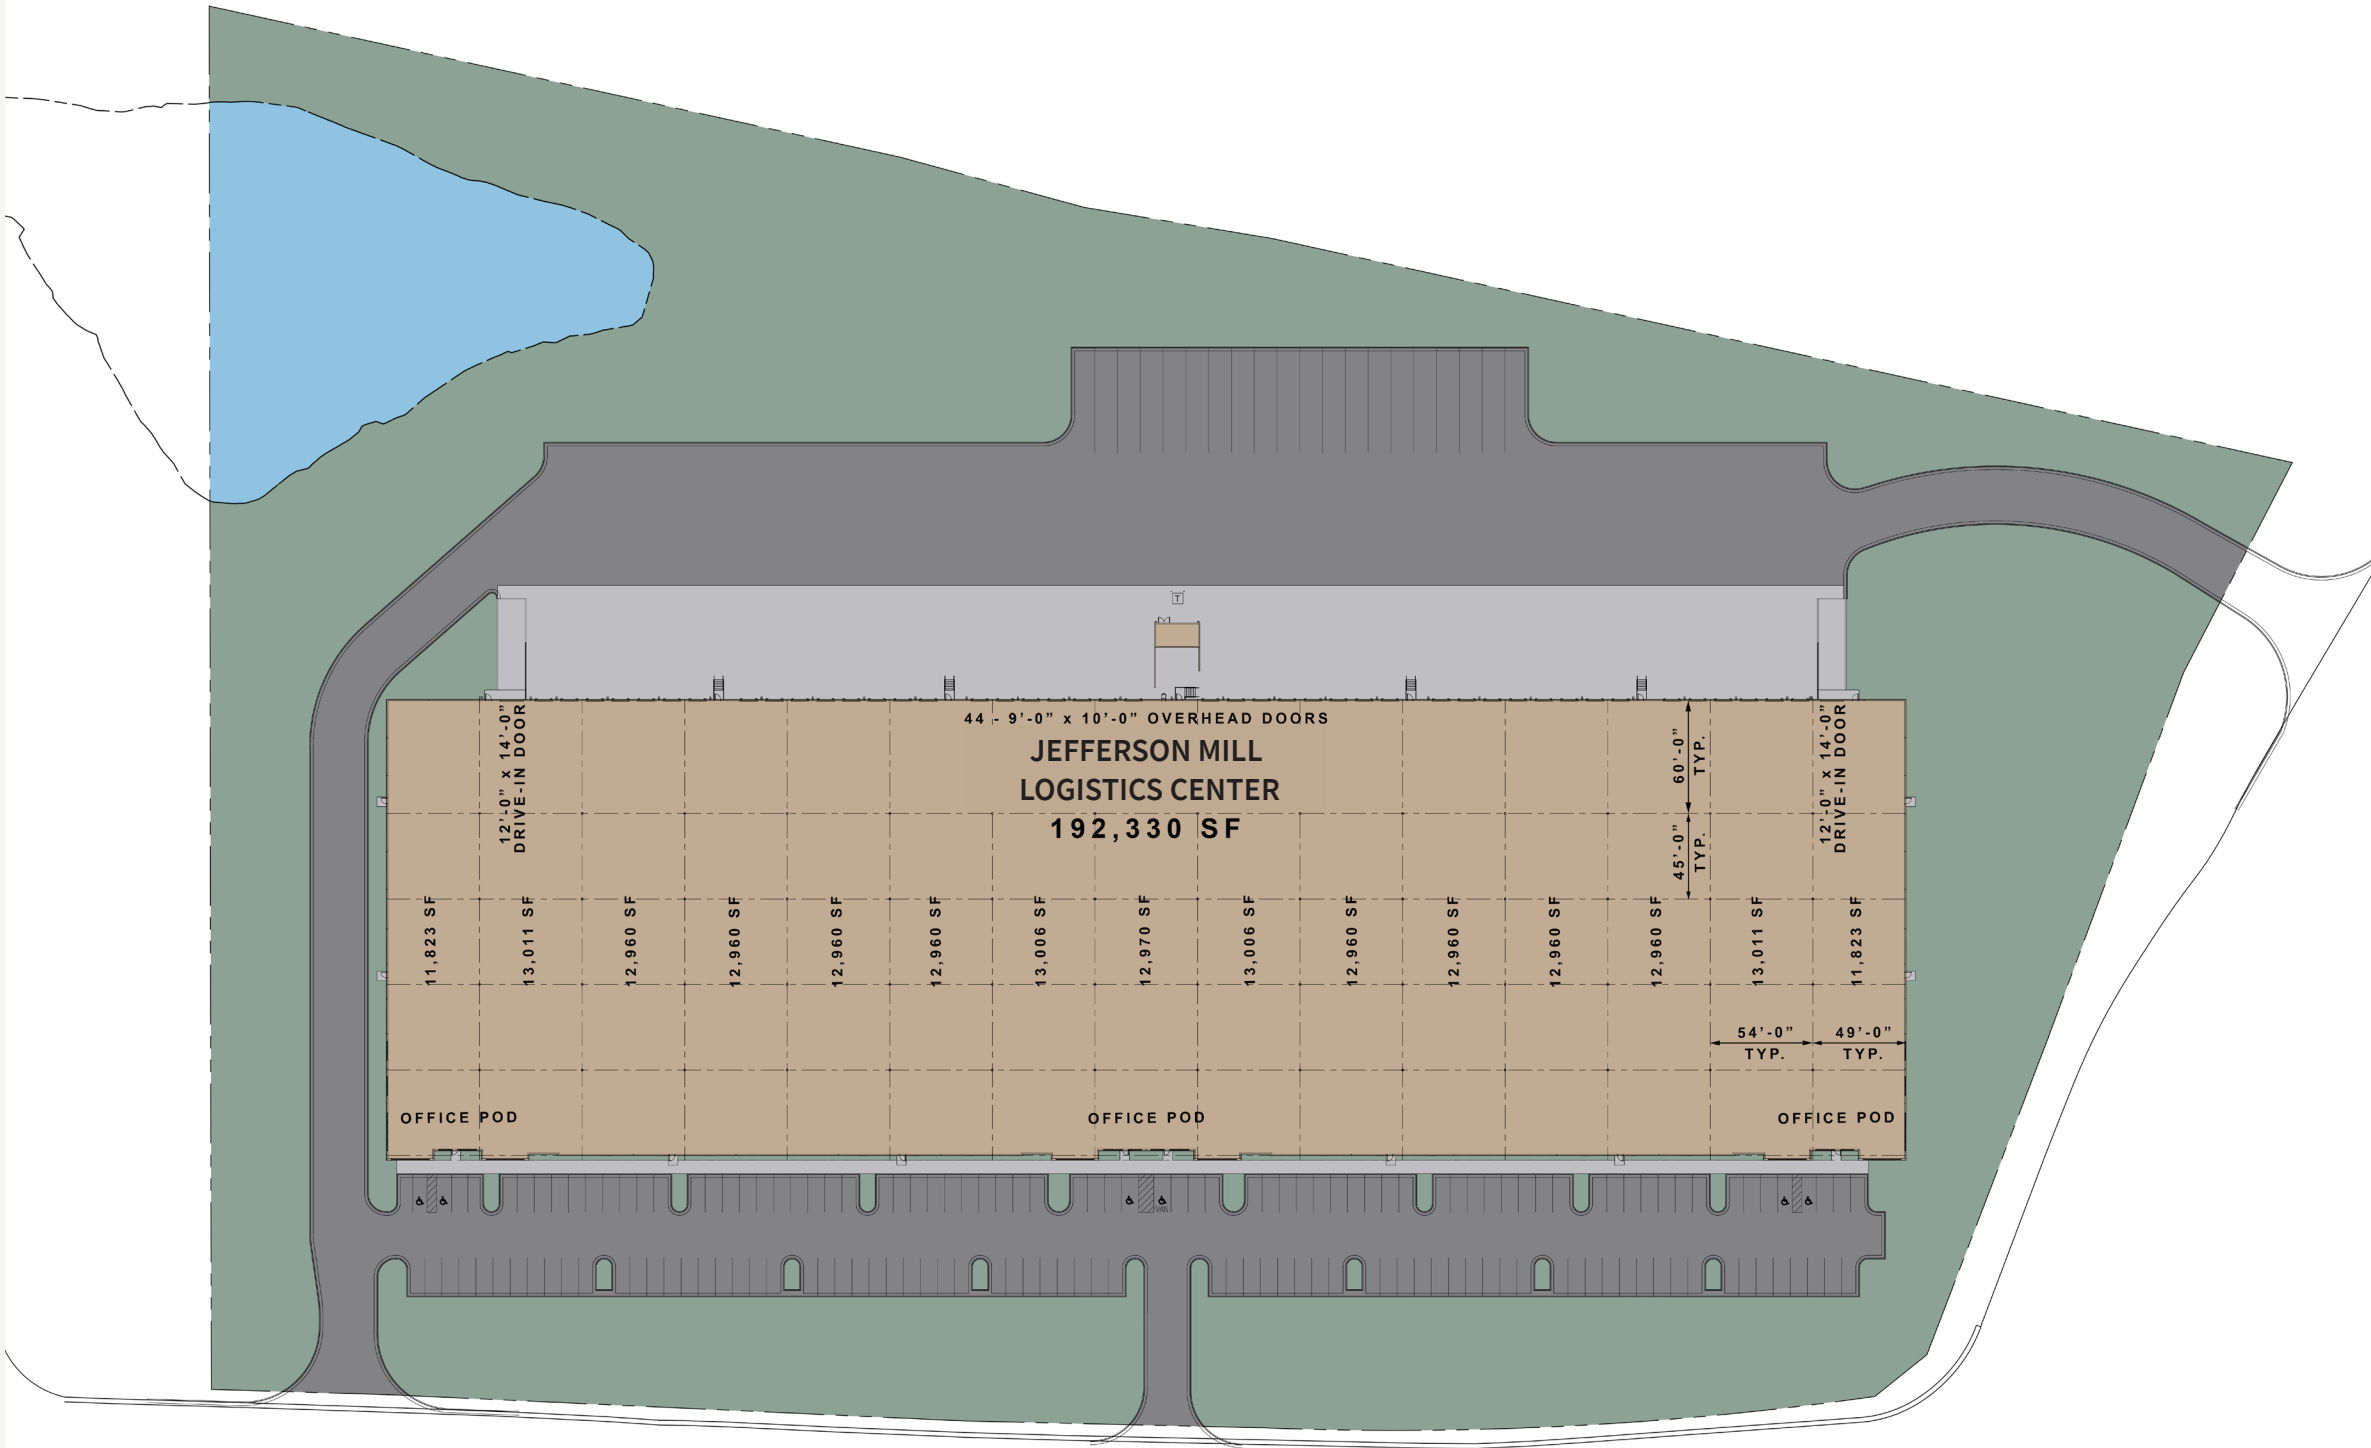 T
44 - 9’-0” x 10’-0” OVERHEAD DOORS
JEFFERSON MILL
LOGISTICS CENTER
192,330 SF
12’-0” x 14’-0”
DRIVE-IN DOOR
60’-0”
TYP.
45’-0”
TYP.
12’-0” x 14’-0”
DRIVE-IN DOOR
11,823 SF
13,011 SF
12,960 SF
12,960 SF
12,960 SF
12,960 SF
13,006 SF
12,970 SF
13,006 SF
12,960 SF
12,960 SF
12,960 SF
12,960 SF
13,011 SF
11,823 SF
54’-0”
TYP.
49’-0”
TYP.
OFFICE POD
OFFICE POD
OFFICE POD
VAN